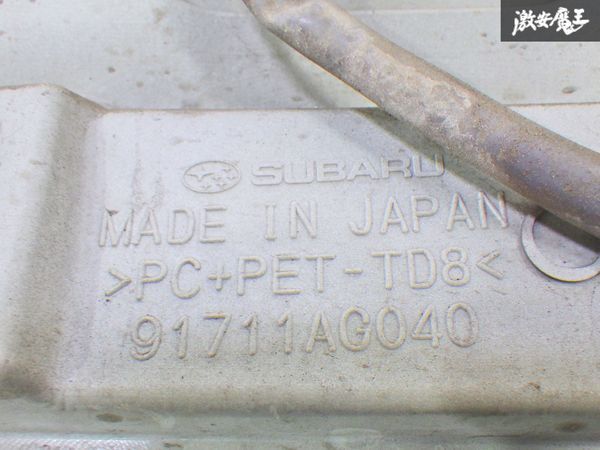 激安魔王
SUBARU
MADE IN JAPAN
>PC+PET-TD8<
91711AG040